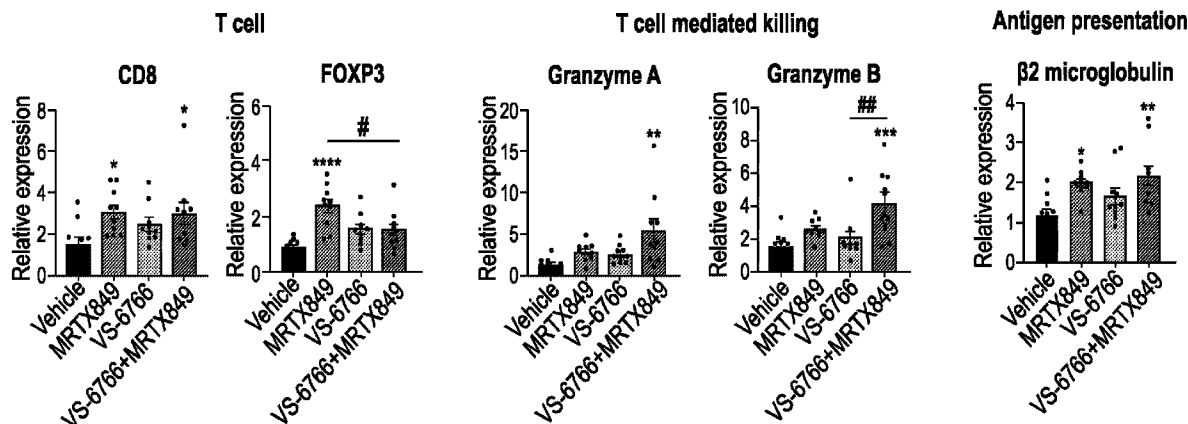 T cell
T cell mediated killing
Antigen presentation
CD8
FOXP3
Granzyme A
Granzyme B
β2 microglobulin
Relative expression
8
6
4
2
0
*
*
Vehicle
MRTX849
VS-6766
VS-6766+MRTX849
Relative expression
6
4
2
0
****
#
Vehicle
MRTX849
VS-6766
VS-6766+MRTX849
Relative expression
20
15
10
5
0
**
Vehicle
MRTX849
VS-6766
VS-6766+MRTX849
Relative expression
10
8
6
4
2
0
##
***
Vehicle
MRTX849
VS-6766
VS-6766+MRTX849
Relative expression
4
3
2
1
0
*
**
Vehicle
MRTX849
VS-6766
VS-6766+MRTX849